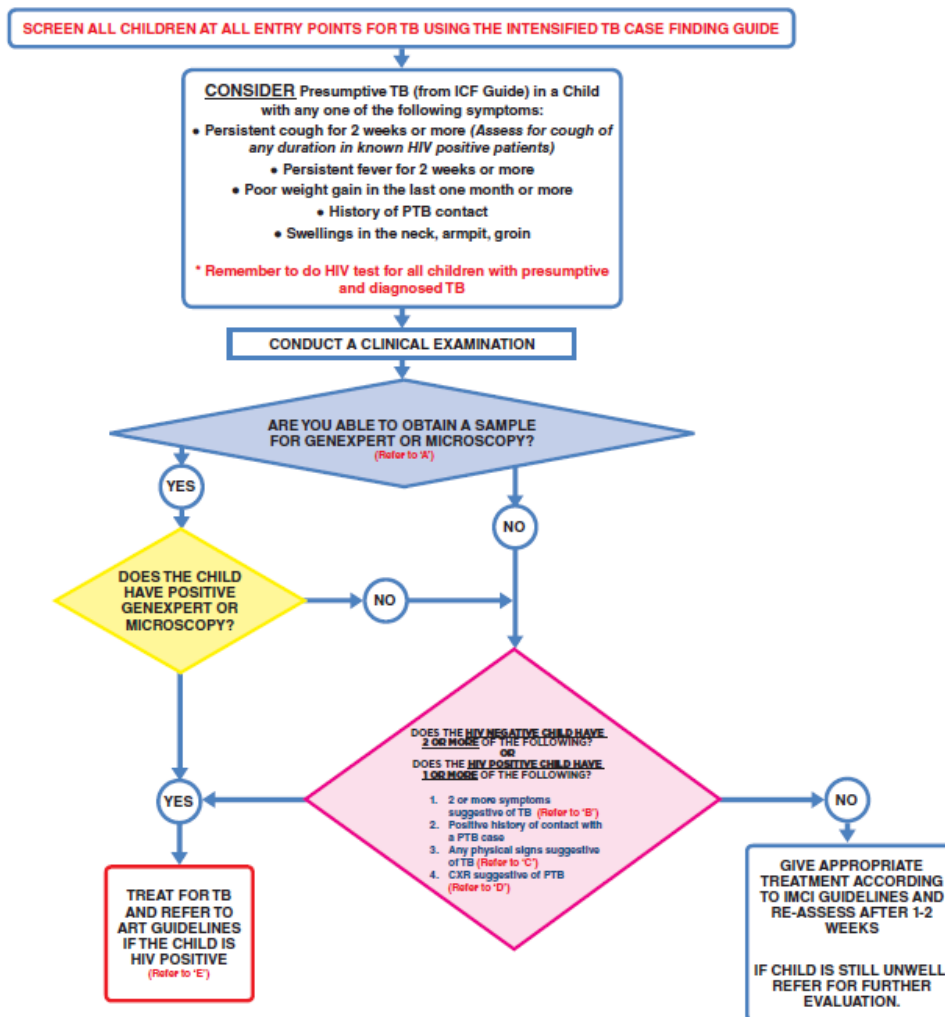 SCREEN ALL CHILDREN AT ALL ENTRY POINTS FOR TB USING THE INTENSIFIED TB CASE FINDING GUIDE
CONSIDER Presumptive TB (from ICF Guide) in a Child
with any one of the following symptoms:
● Persistent cough for 2 weeks or more (Assess for cough of
any duration in known HIV positive patients)
● Persistent fever for 2 weeks or more
● Poor weight gain in the last one month or more
● History of PTB contact
● Swellings in the neck, armpit, groin
* Remember to do HIV test for all children with presumptive
and diagnosed TB
CONDUCT A CLINICAL EXAMINATION
ARE YOU ABLE TO OBTAIN A SAMPLE
FOR GENEXPERT OR MICROSCOPY?
(Refer to 'A')
YES
NO
DOES THE CHILD
HAVE POSITIVE
GENEXPERT OR
MICROSCOPY?
NO
DOES THE HIV NEGATIVE CHILD HAVE
2 OR MORE OF THE FOLLOWING?
OR
DOES THE HIV POSITIVE CHILD HAVE
1 OR MORE OF THE FOLLOWING?
1. 2 or more symptoms
suggestive of TB (Refer to 'B')
2. Positive history of contact with
a PTB case
3. Any physical signs suggestive
of TB (Refer to 'C')
4. CXR suggestive of PTB
(Refer to 'D')
YES
NO
TREAT FOR TB
AND REFER TO
ART GUIDELINES
IF THE CHILD IS
HIV POSITIVE
(Refer to 'E')
GIVE APPROPRIATE
TREATMENT ACCORDING
TO IMCI GUIDELINES AND
RE-ASSESS AFTER 1-2
WEEKS
IF CHILD IS STILL UNWELL
REFER FOR FURTHER
EVALUATION.